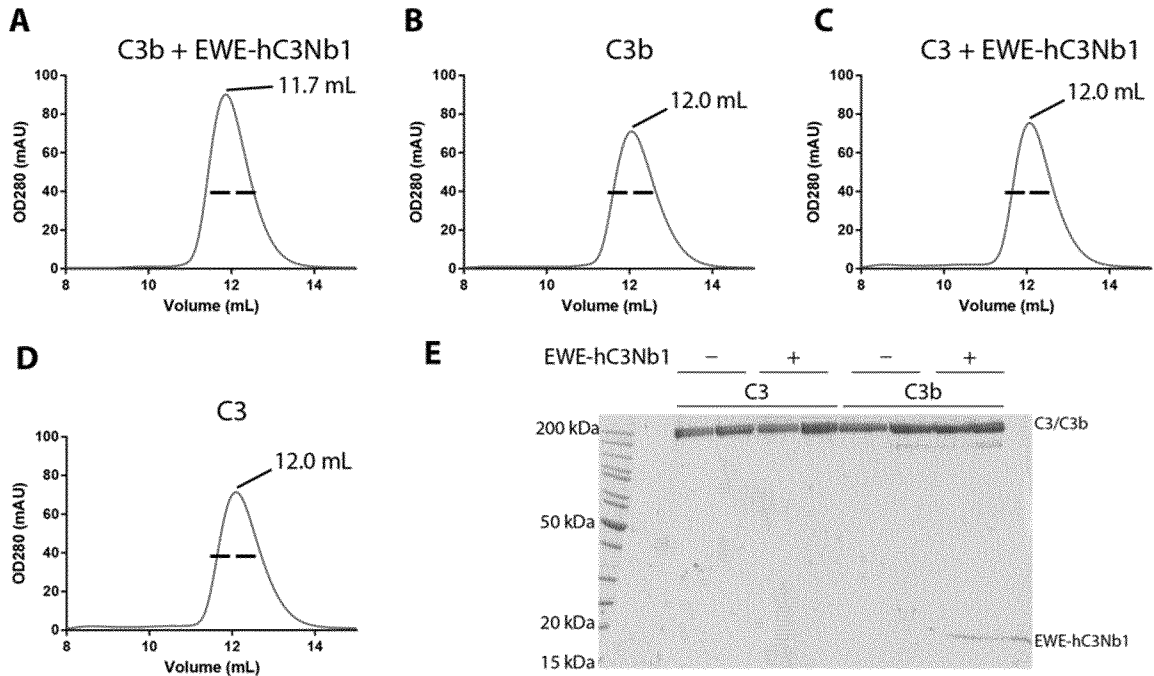 A
C3b + EWE-hC3Nb1
100
80
60
40
20
0
OD280 (mAU)
11.7 mL
8
10
12
14
Volume (mL)
B
C3b
100
80
60
40
20
0
OD280 (mAU)
12.0 mL
8
10
12
14
Volume (mL)
C
C3 + EWE-hC3Nb1
100
80
60
40
20
0
OD280 (mAU)
12.0 mL
8
10
12
14
Volume (mL)
D
C3
100
80
60
40
20
0
OD280 (mAU)
12.0 mL
8
10
12
14
Volume (mL)
E
EWE-hC3Nb1 − + − +
C3 C3b
200 kDa
C3/C3b
50 kDa
20 kDa
EWE-hC3Nb1
15 kDa